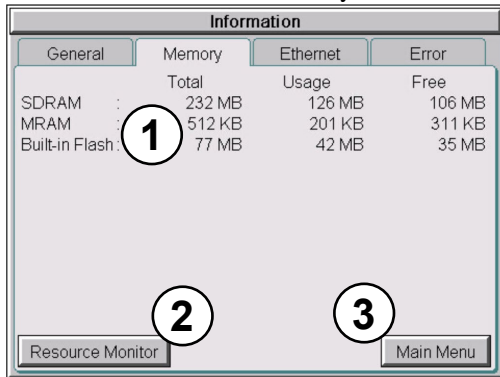 Information
General Memory Ethernet Error
Total Usage Free
SDRAM : 232 MB 126 MB 106 MB
MRAM : 512 KB 201 KB 311 KB
Built-in Flash : 77 MB 42 MB 35 MB
1
2 3
Resource Monitor Main Menu